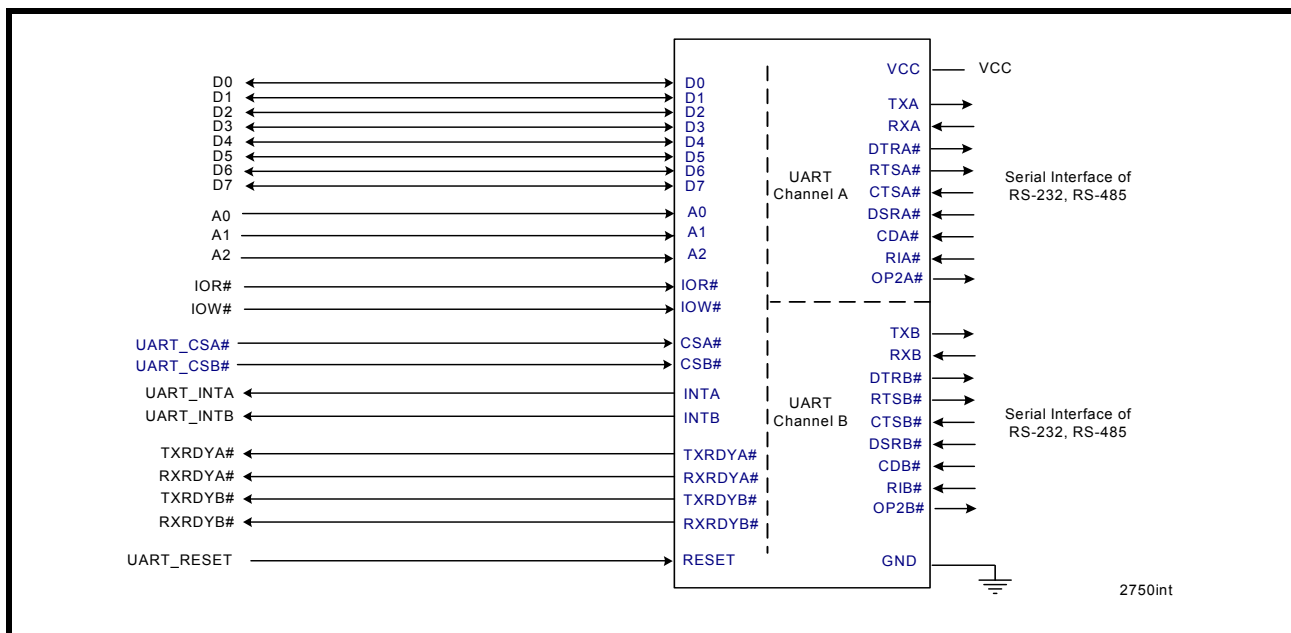 D0
D1
D2
D3
D4
D5
D6
D7
A0
A1
A2
IOR#
IOW#
UART_CSA#
UART_CSB#
UART_INTA
UART_INTB
TXRDYA#
RXRDYA#
TXRDYB#
RXRDYB#
UART_RESET
D0
D1
D2
D3
D4
D5
D6
D7
A0
A1
A2
IOR#
IOW#
CSA#
CSB#
INTA
INTB
TXRDYA#
RXRDYA#
TXRDYB#
RXRDYB#
RESET
UART
Channel A
UART
Channel B
VCC
TXA
RXA
DTRA#
RTSA#
CTSA#
DSRA#
CDA#
RIA#
OP2A#
TXB
RXB
DTRB#
RTSB#
CTSB#
DSRB#
CDB#
RIB#
OP2B#
GND
VCC
Serial Interface of
RS-232, RS-485
Serial Interface of
RS-232, RS-485
2750int